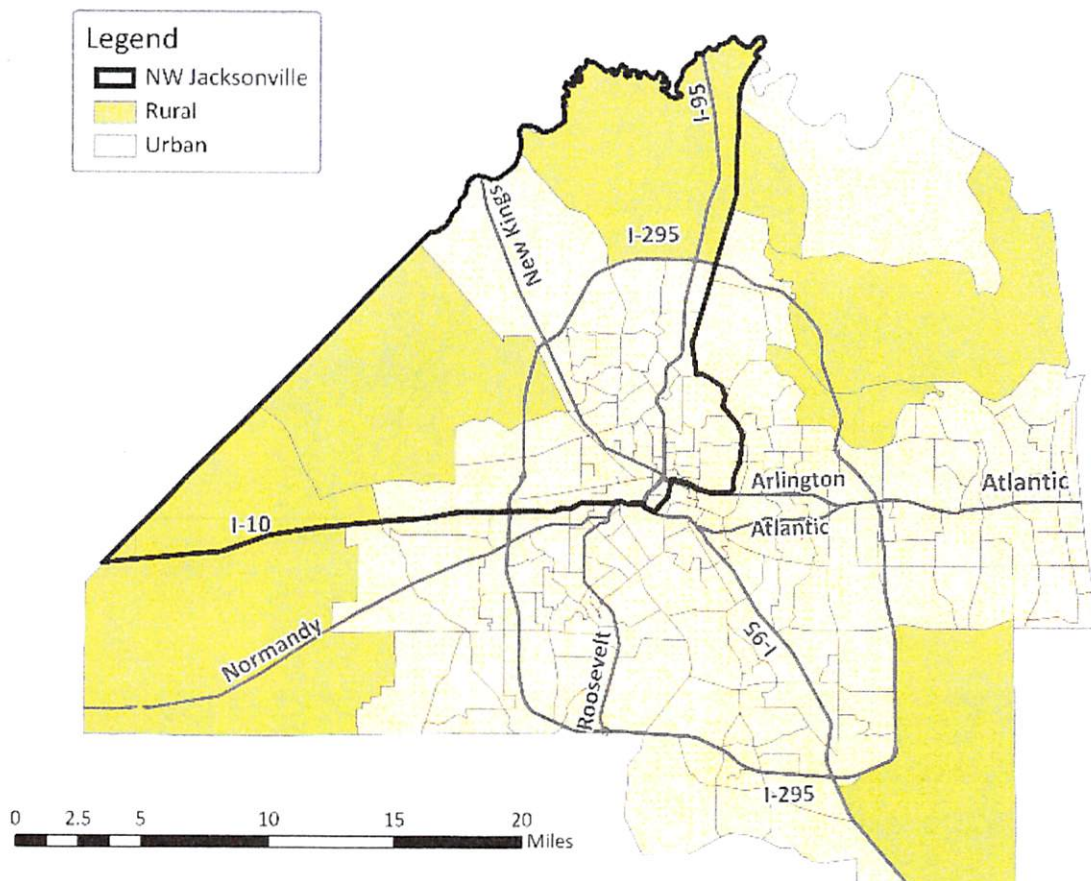 Legend
NW Jacksonville
Rural
Urban
I-95
New Kings
I-295
Arlington
Atlantic
Atlantic
I-10
Normandy
Roosevelt
I-95
I-295
0 2.5 5 10 15 20
Miles